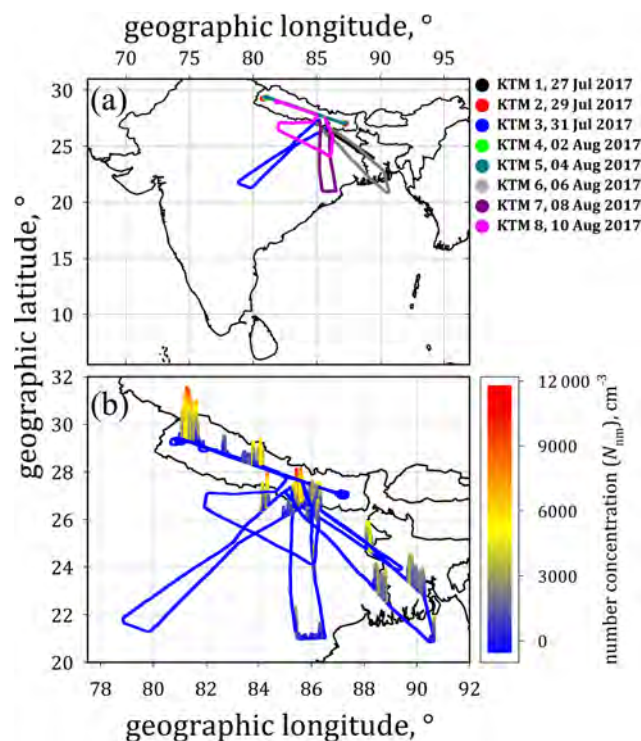 geographic longitude, °
70 75 80 85 90 95
(a)
30
25
20
15
10
KTM 1, 27 Jul 2017
KTM 2, 29 Jul 2017
KTM 3, 31 Jul 2017
KTM 4, 02 Aug 2017
KTM 5, 04 Aug 2017
KTM 6, 06 Aug 2017
KTM 7, 08 Aug 2017
KTM 8, 10 Aug 2017
geographic latitude, °
(b)
32
30
28
26
24
22
20
78 80 82 84 86 88 90 92
geographic longitude, °
12 000
9000
6000
3000
0
number concentration (Nnm), cm-3